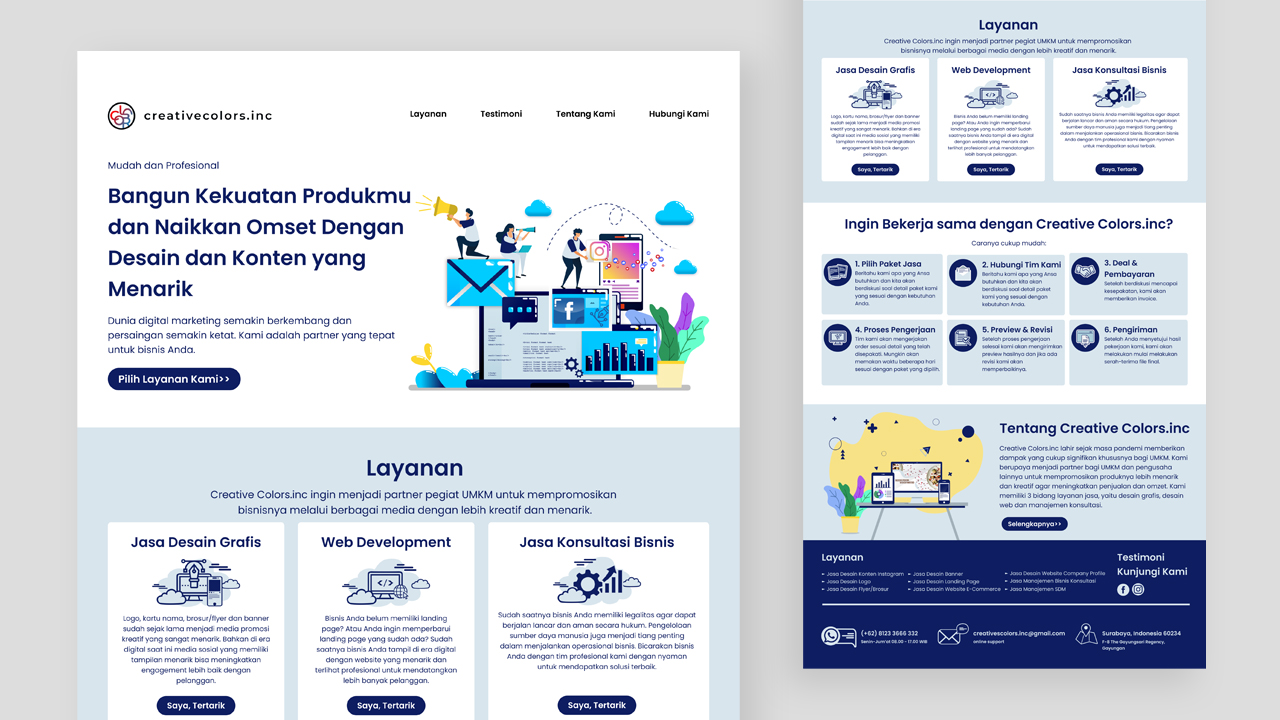 creativecolors.inc
Layanan Testimoni Tentang Kami Hubungi Kami
Mudah dan Profesional
Bangun Kekuatan Produkmu
dan Naikkan Omset Dengan
Desain dan Konten yang
Menarik
Dunia digital marketing semakin berkembang dan
persaingan semakin ketat. Kami adalah partner yang tepat
untuk bisnis Anda.
Pilih Layanan Kami>>
Layanan
Creative Colors.inc ingin menjadi partner pegiat UMKM untuk mempromosikan
bisnisnya melalui berbagai media dengan lebih kreatif dan menarik.
Jasa Desain Grafis
Logo, kartu nama, brosur/flyer dan banner
sudah sejak lama menjadi media promosi
kreatif yang sangat menarik. Bahkan di era
digital saat ini media sosial yang memiliki
tampilan menarik bisa meningkatkan
engagement lebih baik dengan
pelanggan.
Saya, Tertarik
Web Development
Bisnis Anda belum memiliki landing
page? Atau Anda ingin memperbarui
landing page yang sudah ada? Sudah
saatnya bisnis Anda tampil di era digital
dengan website yang menarik dan
terlihat profesional untuk mendatangkan
lebih banyak pelanggan.
Saya, Tertarik
Jasa Konsultasi Bisnis
Sudah saatnya bisnis Anda memiliki legalitas agar dapat
berjalan lancar dan aman secara hukum. Pengelolaan
sumber daya manusia juga menjadi tiang penting
dalam menjalankan operasional bisnis. Bicarakan bisnis
Anda dengan tim profesional kami dengan nyaman
untuk mendapatkan solusi terbaik.
Saya, Tertarik
Layanan
Creative Colors.inc ingin menjadi partner pegiat UMKM untuk mempromosikan
bisnisnya melalui berbagai media dengan lebih kreatif dan menarik.
Jasa Desain Grafis
Logo, kartu nama, brosur/flyer dan banner
sudah sejak lama menjadi media promosi
kreatif yang sangat menarik. Bahkan di era
digital saat ini media sosial yang memiliki
tampilan menarik bisa meningkatkan
engagement lebih baik dengan
pelanggan.
Saya, Tertarik
Web Development
Bisnis Anda belum memiliki landing
page? Atau Anda ingin memperbarui
landing page yang sudah ada? Sudah
saatnya bisnis Anda tampil di era digital
dengan website yang menarik dan
terlihat profesional untuk mendatangkan
lebih banyak pelanggan.
Saya, Tertarik
Jasa Konsultasi Bisnis
Sudah saatnya bisnis Anda memiliki legalitas agar dapat
berjalan lancar dan aman secara hukum. Pengelolaan
sumber daya manusia juga menjadi tiang penting
dalam menjalankan operasional bisnis. Bicarakan bisnis
Anda dengan tim profesional kami dengan nyaman
untuk mendapatkan solusi terbaik.
Saya, Tertarik
Ingin Bekerja sama dengan Creative Colors.inc?
Caranya cukup mudah:
1. Pilih Paket Jasa
Beritahu kami apa yang Ansa
butuhkan dan kita akan
berdiskusi soal detail paket kami
yang sesuai dengan kebutuhan
Anda.
2. Hubungi Tim Kami
Beritahu kami apa yang Ansa
butuhkan dan kita akan
berdiskusi soal detail paket
kami yang sesuai dengan
kebutuhan Anda.
3. Deal &
Pembayaran
Setelah berdiskusi mencapai
kesepakatan, kami akan
memberikan invoice.
4. Proses Pengerjaan
Tim kami akan mengerjakan
order sesuai detail yang telah
disepakati. Mungkin akan
memakan waktu beberapa hari
sesuai dengan paket yang dipilih.
5. Preview & Revisi
Setelah proses pengerjaan
selesai kami akan mengirimkan
preview hasilnya dan jika ada
revisi kami akan
memperbaikinya.
6. Pengiriman
Setelah Anda menyetujui hasil
pekerjaan kami, kami akan
melakukan mulai melakukan
serah-terima file final.
Tentang Creative Colors.inc
Creative Colors.inc lahir sejak masa pandemi memberikan
dampak yang cukup signifikan khususnya bagi UMKM. Kami
berupaya menjadi partner bagi UMKM dan pengusaha
lainnya untuk mempromosikan produknya lebih menarik
dan kreatif agar meningkatkan penjualan dan omzet. Kami
memiliki 3 bidang layanan jasa, yaitu desain grafis, desain
web dan manajemen konsultasi.
Selengkapnya>>
Layanan
Jasa Desain Konten Instagram
Jasa Desain Logo
Jasa Desain Flyer/Brosur
Jasa Desain Banner
Jasa Desain Landing Page
Jasa Desain Website E-Commerce
Jasa Desain Website Company Profile
Jasa Manajemen Bisnis Konsultasi
Jasa Manajemen SDM
Testimoni
Kunjungi Kami
(+62) 8123 3666 332
Senin-Jum'at 08.00 - 17.00 WIB
creativescolors.inc@gmail.com
online support
Surabaya, Indonesia 60234
F-8 The Gayungsari Regency,
Gayungan